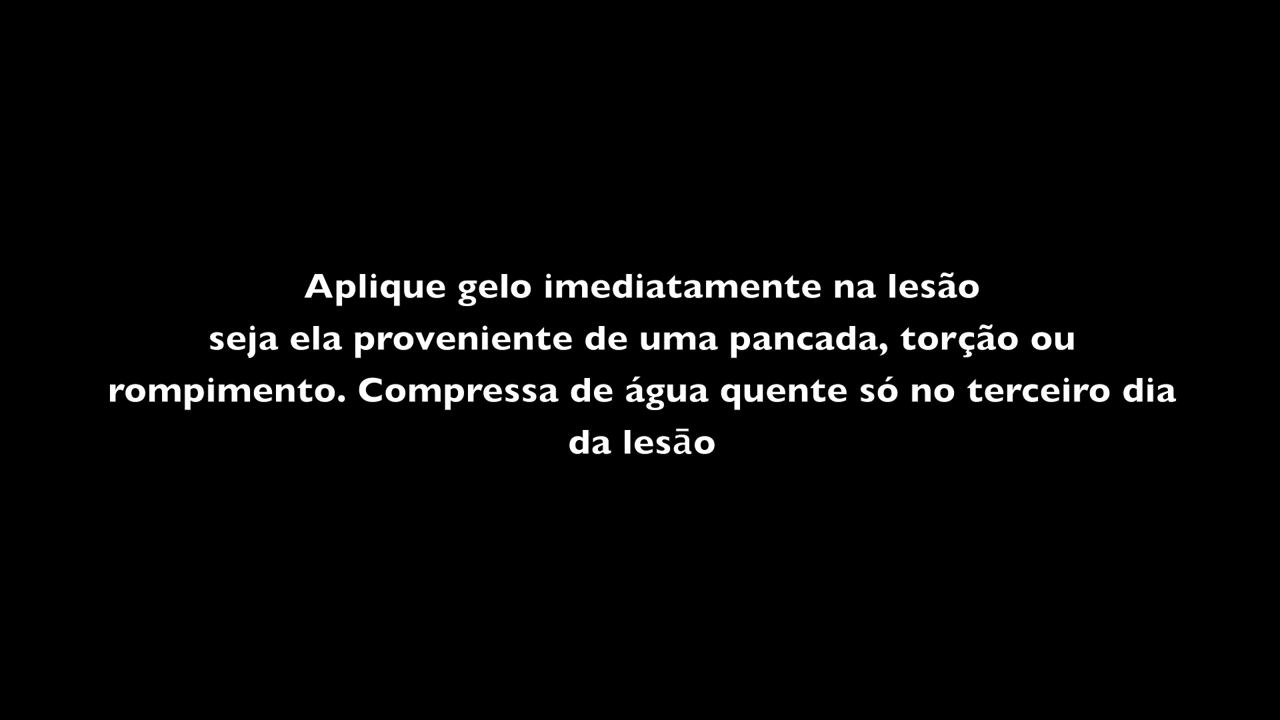 Aplique gelo imediatamente na lesão
seja ela proveniente de uma pancada, torção ou
rompimento. Compressa de água quente só no terceiro dia
da lesāo